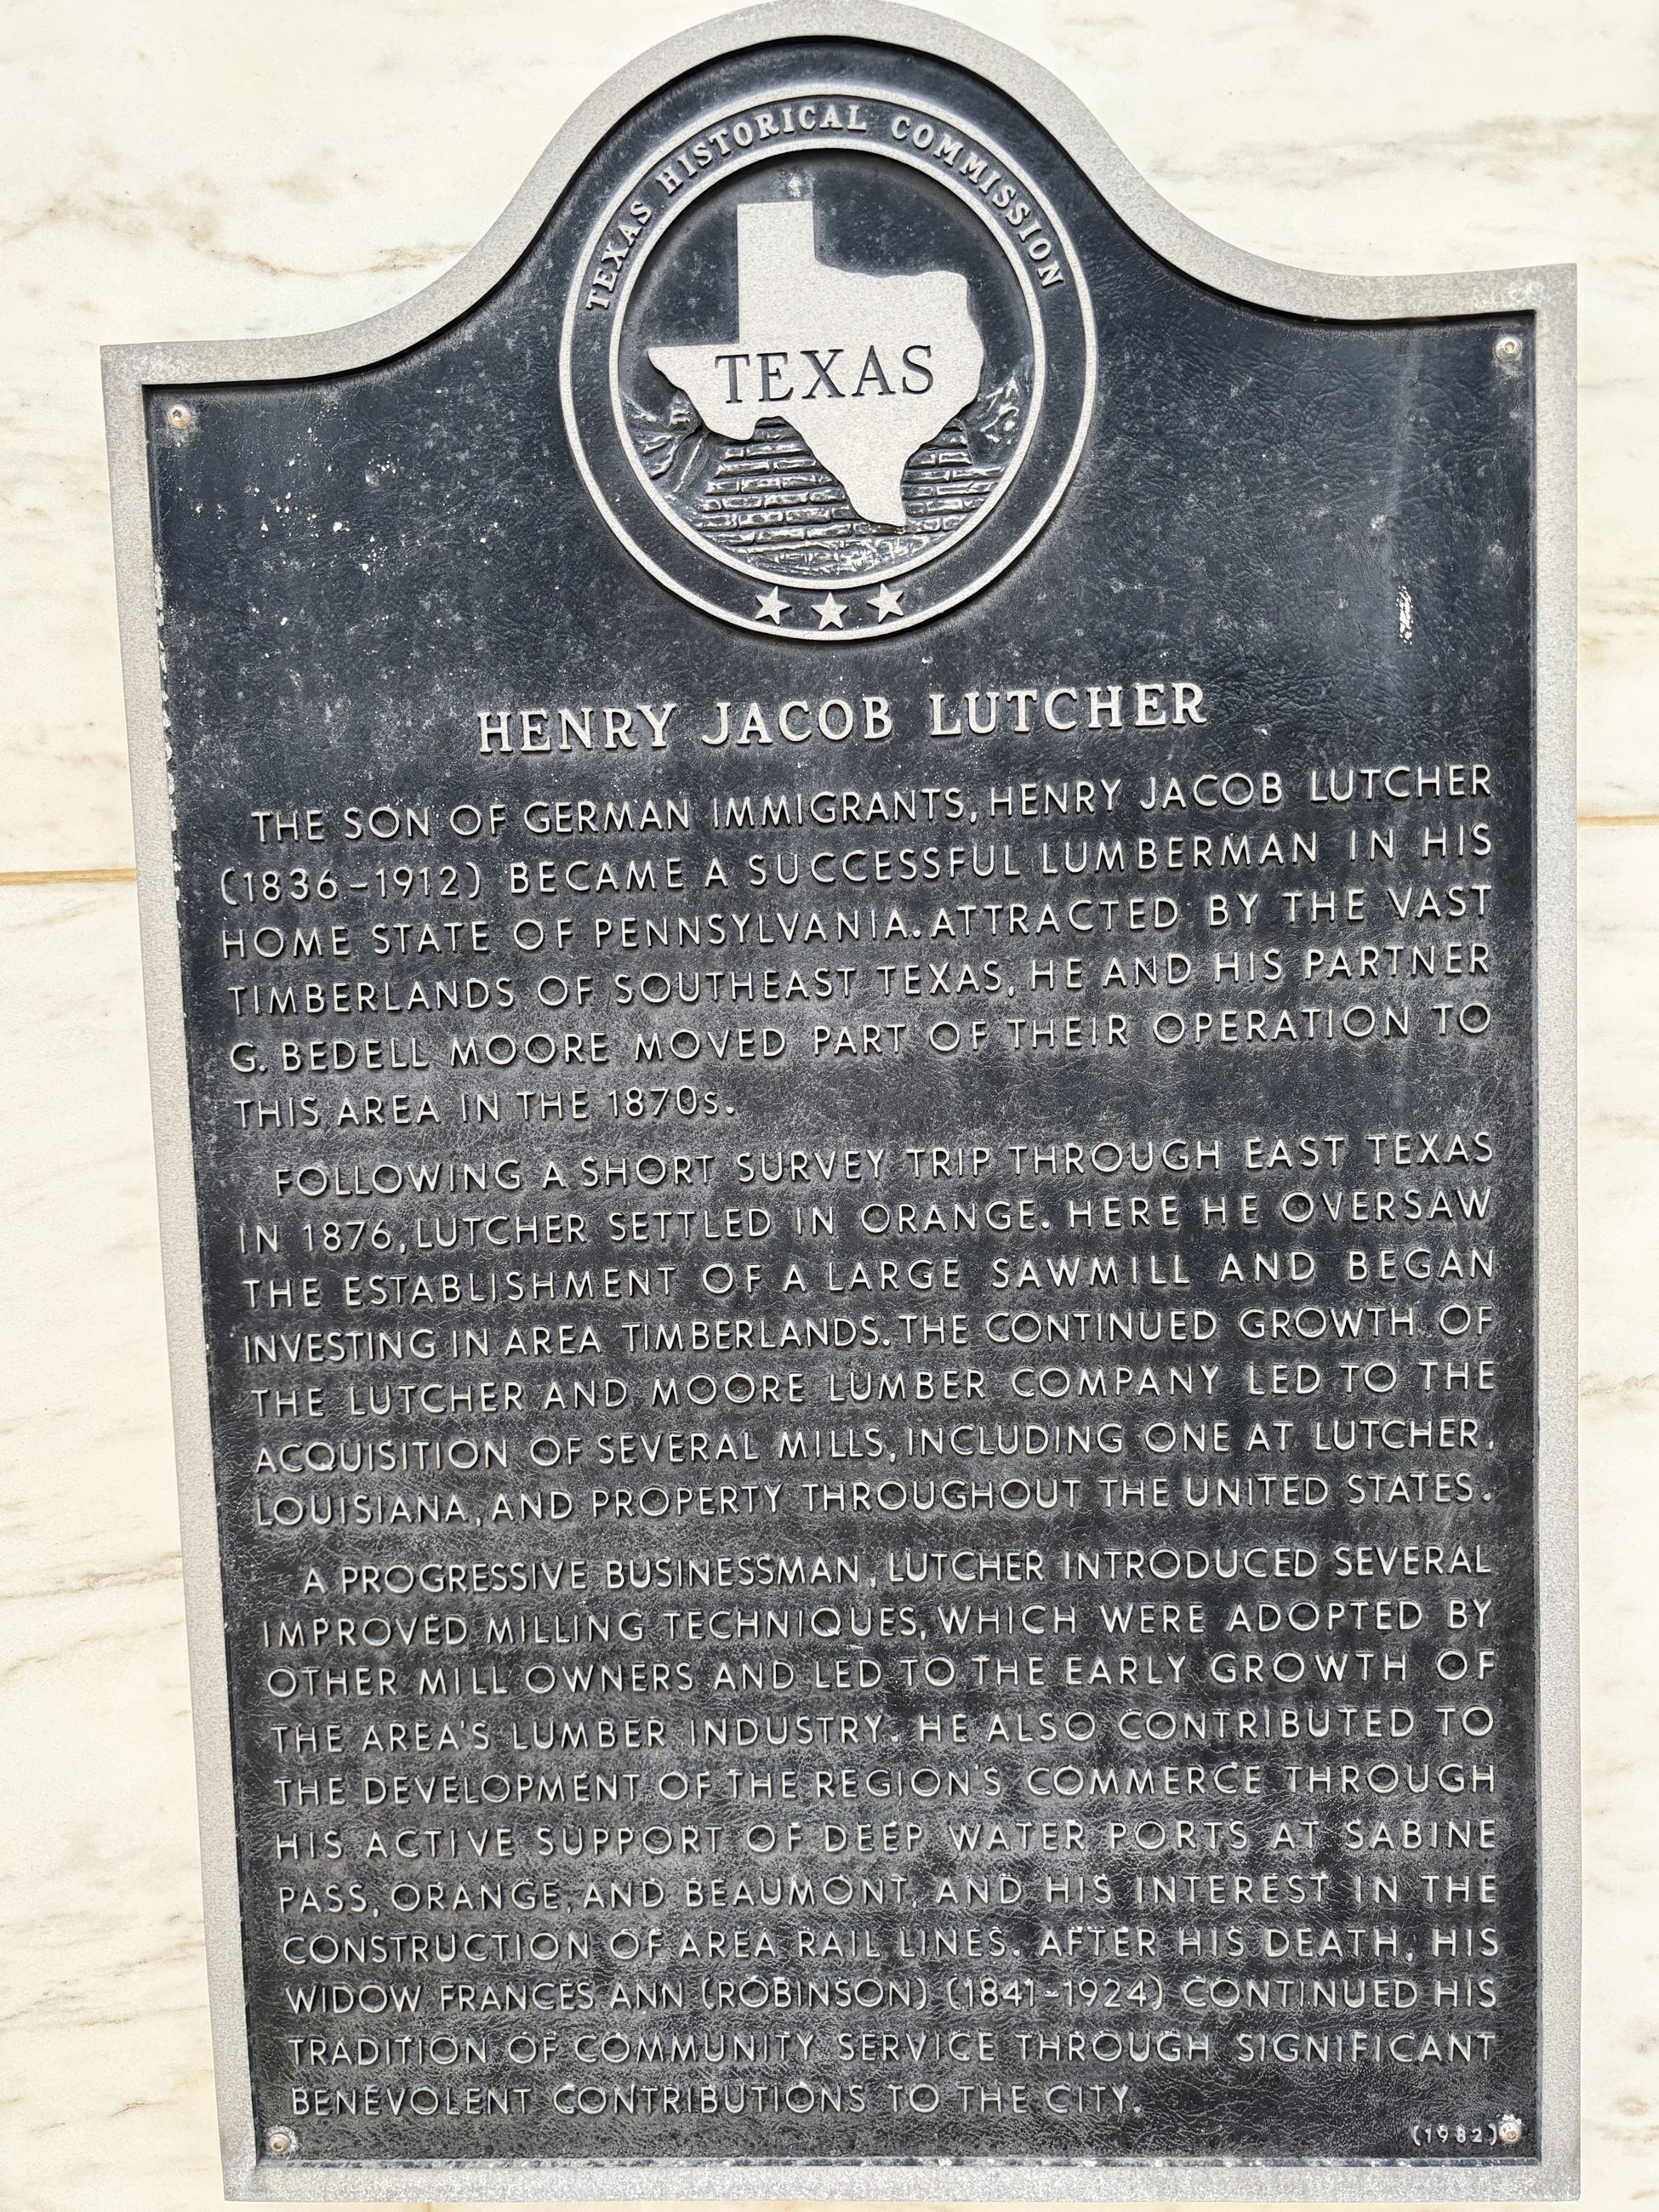 TEXAS HISTORICAL COMMISSION
TEXAS
HENRY JACOB LUTCHER
THE SON OF GERMAN IMMIGRANTS, HENRY JACOB LUTCHER
(1836-1912) BECAME A SUCCESSFUL LUMBERMAN IN HIS
HOME STATE OF PENNSYLVANIA. ATTRACTED BY THE VAST
TIMBERLANDS OF SOUTHEAST TEXAS, HE AND HIS PARTNER
G. BEDELL MOORE MOVED PART OF THEIR OPERATION TO
THIS AREA IN THE 1870s.
FOLLOWING A SHORT SURVEY TRIP THROUGH EAST TEXAS
IN 1876, LUTCHER SETTLED IN ORANGE. HERE HE OVERSAW
THE ESTABLISHMENT OF A LARGE SAWMILL AND BEGAN
INVESTING IN AREA TIMBERLANDS. THE CONTINUED GROWTH OF
THE LUTCHER AND MOORE LUMBER COMPANY LED TO THE
ACQUISITION OF SEVERAL MILLS, INCLUDING ONE AT LUTCHER,
LOUISIANA, AND PROPERTY THROUGHOUT THE UNITED STATES.
A PROGRESSIVE BUSINESSMAN, LUTCHER INTRODUCED SEVERAL
IMPROVED MILLING TECHNIQUES, WHICH WERE ADOPTED BY
OTHER MILL OWNERS AND LED TO THE EARLY GROWTH OF
THE AREA'S LUMBER INDUSTRY. HE ALSO CONTRIBUTED TO
THE DEVELOPMENT OF THE REGION'S COMMERCE THROUGH
HIS ACTIVE SUPPORT OF DEEP WATER PORTS AT SABINE
PASS, ORANGE, AND BEAUMONT, AND HIS INTEREST IN THE
CONSTRUCTION OF AREA RAIL LINES. AFTER HIS DEATH, HIS
WIDOW FRANCES ANN (ROBINSON) (1841-1924) CONTINUED HIS
TRADITION OF COMMUNITY SERVICE THROUGH SIGNIFICANT
BENEVOLENT CONTRIBUTIONS TO THE CITY.
(1982)